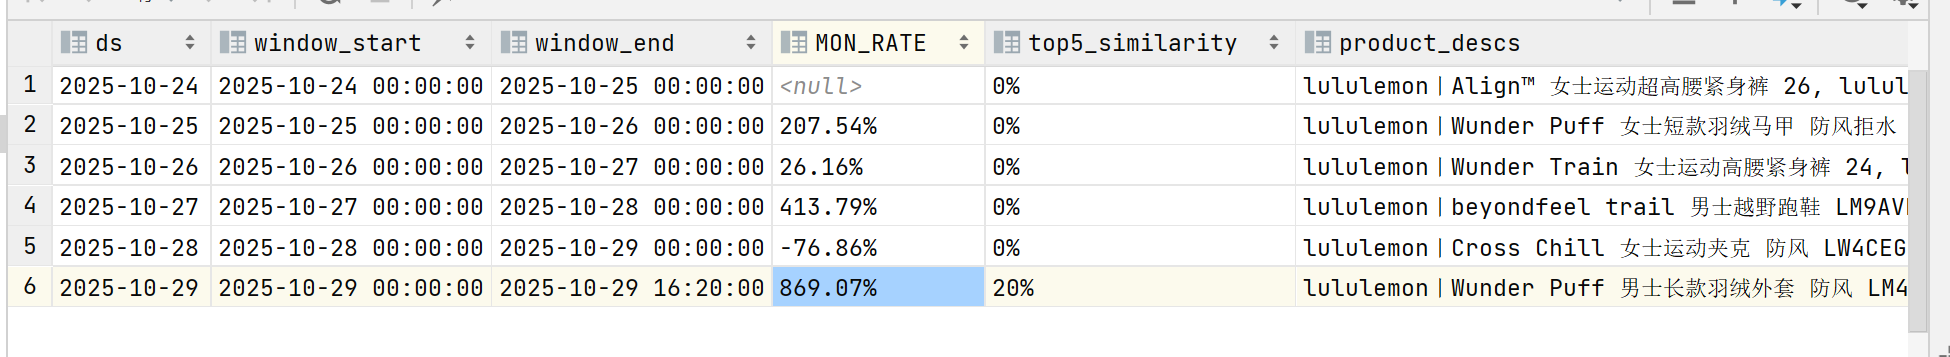 ds window_start window_end MON_RATE top5_similarity product_descs
1 2025-10-24 2025-10-24 00:00:00 2025-10-25 00:00:00 <null> 0% lululemon丨Align™ 女士运动超高腰紧身裤 26, lulul
2 2025-10-25 2025-10-25 00:00:00 2025-10-26 00:00:00 207.54% 0% lululemon丨Wunder Puff 女士短款羽绒马甲 防风拒水
3 2025-10-26 2025-10-26 00:00:00 2025-10-27 00:00:00 26.16% 0% lululemon丨Wunder Train 女士运动高腰紧身裤 24,
4 2025-10-27 2025-10-27 00:00:00 2025-10-28 00:00:00 413.79% 0% lululemon丨beyondfeel trail 男士越野跑鞋 LM9AV
5 2025-10-28 2025-10-28 00:00:00 2025-10-29 00:00:00 -76.86% 0% lululemon丨Cross Chill 女士运动夹克 防风 LW4CEG
6 2025-10-29 2025-10-29 00:00:00 2025-10-29 16:20:00 869.07% 20% lululemon丨Wunder Puff 男士长款羽绒外套 防风 LM4